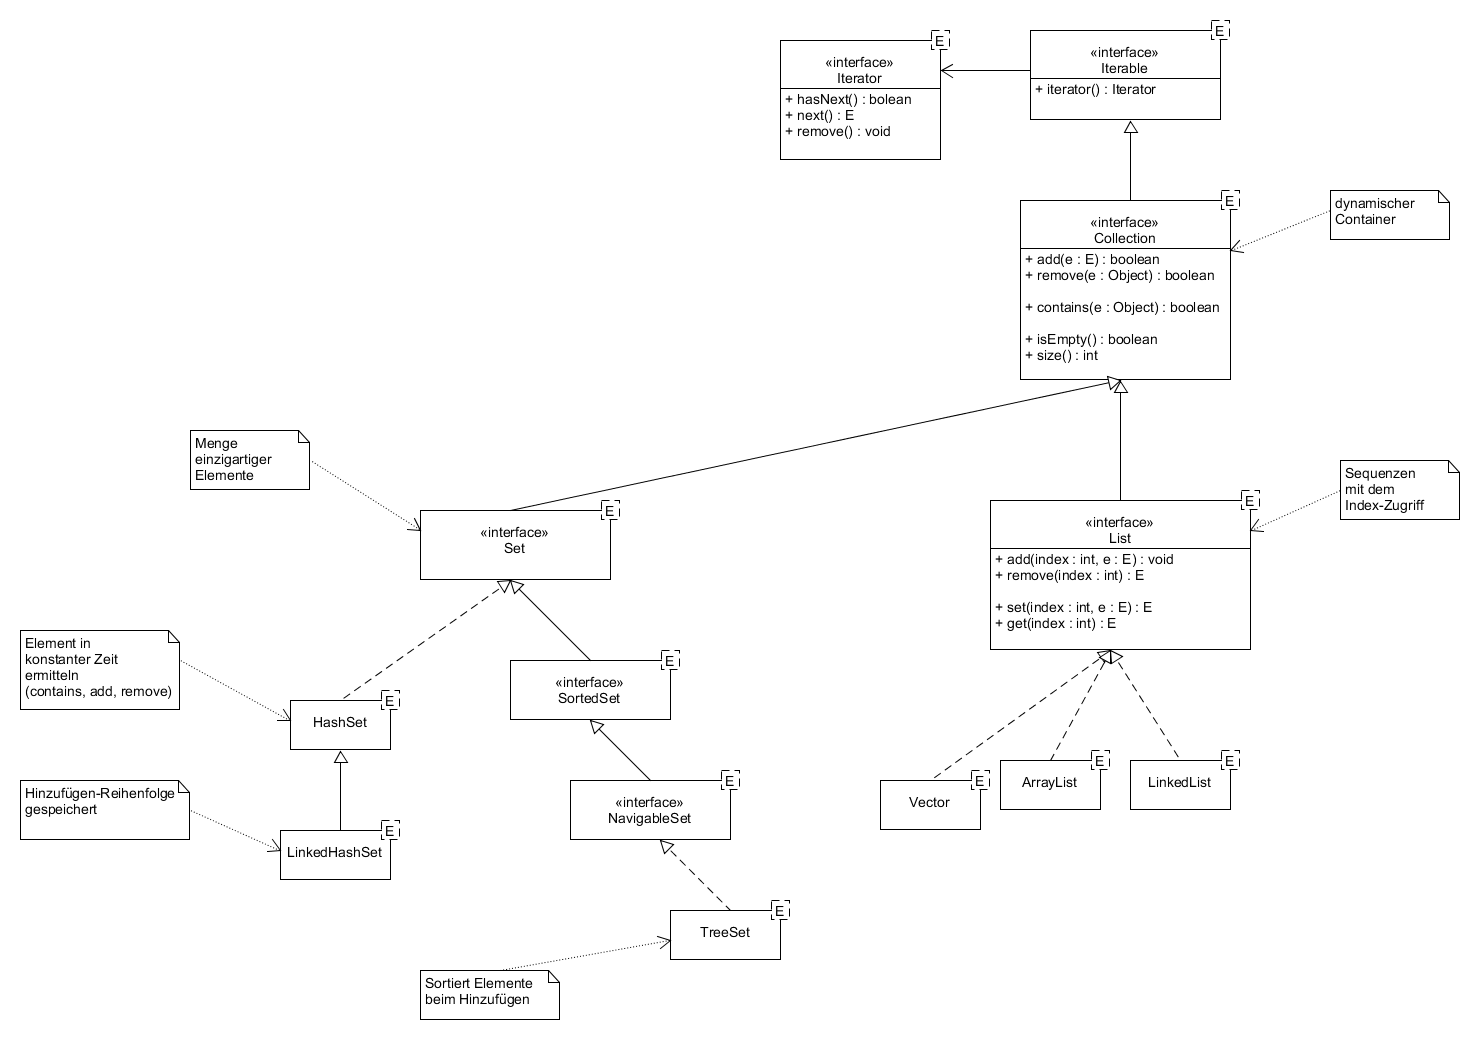 E
«interface»
Iterator
+ hasNext() : bolean
+ next() : E
+ remove() : void
E
«interface»
Iterable
+ iterator() : Iterator
E
«interface»
Collection
+ add(e : E) : boolean
+ remove(e : Object) : boolean
+ contains(e : Object) : boolean
+ isEmpty() : boolean
+ size() : int
dynamischer
Container
Menge
einzigartiger
Elemente
E
«interface»
Set
E
«interface»
List
+ add(index : int, e : E) : void
+ remove(index : int) : E
+ set(index : int, e : E) : E
+ get(index : int) : E
Sequenzen
mit dem
Index-Zugriff
Element in
konstanter Zeit
ermitteln
(contains, add, remove)
E
HashSet
E
«interface»
SortedSet
Hinzufügen-Reihenfolge
gespeichert
E
LinkedHashSet
E
«interface»
NavigableSet
E
Vector
E
ArrayList
E
LinkedList
E
TreeSet
Sortiert Elemente
beim Hinzufügen